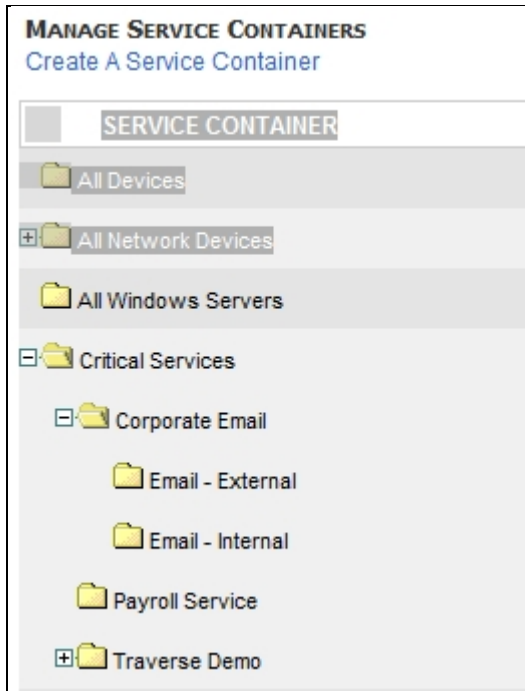 MANAGE SERVICE CONTAINERS
Create A Service Container
SERVICE CONTAINER
All Devices
All Network Devices
All Windows Servers
Critical Services
Corporate Email
Email - External
Email - Internal
Payroll Service
Traverse Demo